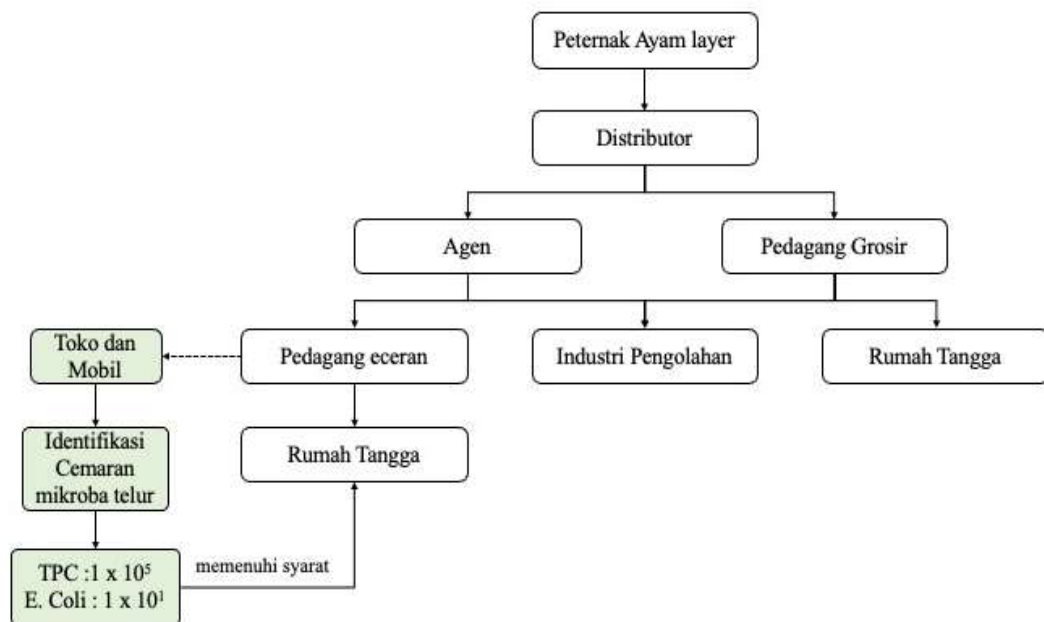 Peternak Ayam layer
Distributor
Agen
Pedagang Grosir
Toko dan
Mobil
Pedagang eceran
Industri Pengolahan
Rumah Tangga
Identifikasi
Cemaran
mikroba telur
Rumah Tangga
TPC :1 x 10⁵
E. Coli : 1 x 10¹
memenuhi syarat